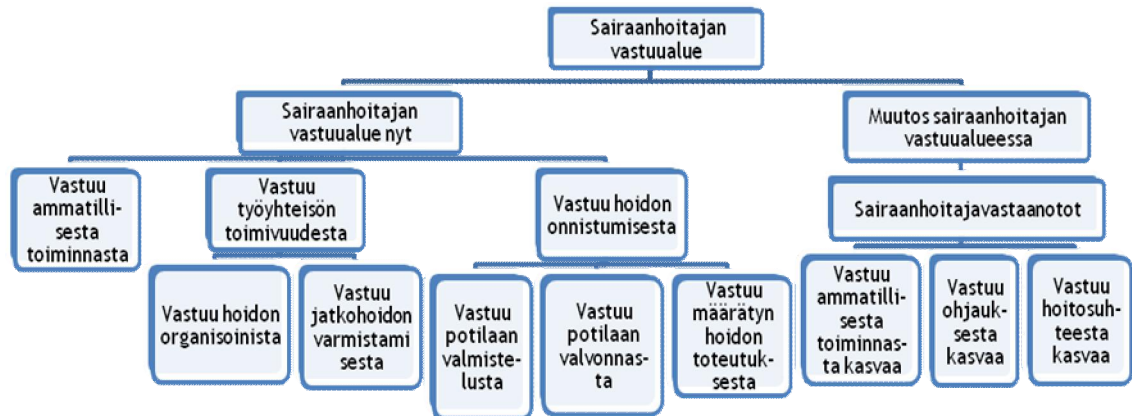 Sairaanhoitajan
vastuualue
Sairaanhoitajan
vastuualue nyt
Muutos sairaanhoitajan
vastuualueessa
Vastuu
ammatilli-
sesta
toiminnasta
Vastuu
työyhteisön
toimivuudesta
Vastuu hoidon
onnistumisesta
Sairaanhoitajavastaanotot
Vastuu hoidon
organisoinista
Vastuu
jatkohoidon
varmistami
sesta
Vastuu
potilaan
valmiste-
lusta
Vastuu
potilaan
valvonnas-
ta
Vastuu
määrätyn
hoidon
toteutuk-
sesta
Vastuu
ammatilli-
sesta
toiminnas-
ta kasvaa
Vastuu
ohjauk-
sesta
kasvaa
Vastuu
hoitosuh-
teesta
kasvaa